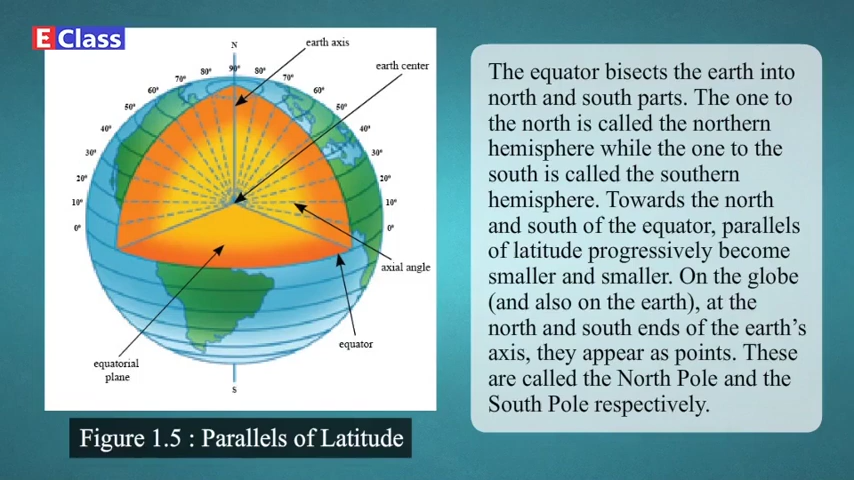 E Class
N
earth axis
earth center
90°
80° 80°
70° 70°
60° 60°
50° 50°
40° 40°
30° 30°
20° 20°
10° 10°
0° 0°
axial angle
equator
equatorial
plane
S
Figure 1.5 : Parallels of Latitude
The equator bisects the earth into
north and south parts. The one to
the north is called the northern
hemisphere while the one to the
south is called the southern
hemisphere. Towards the north
and south of the equator, parallels
of latitude progressively become
smaller and smaller. On the globe
(and also on the earth), at the
north and south ends of the earth's
axis, they appear as points. These
are called the North Pole and the
South Pole respectively.